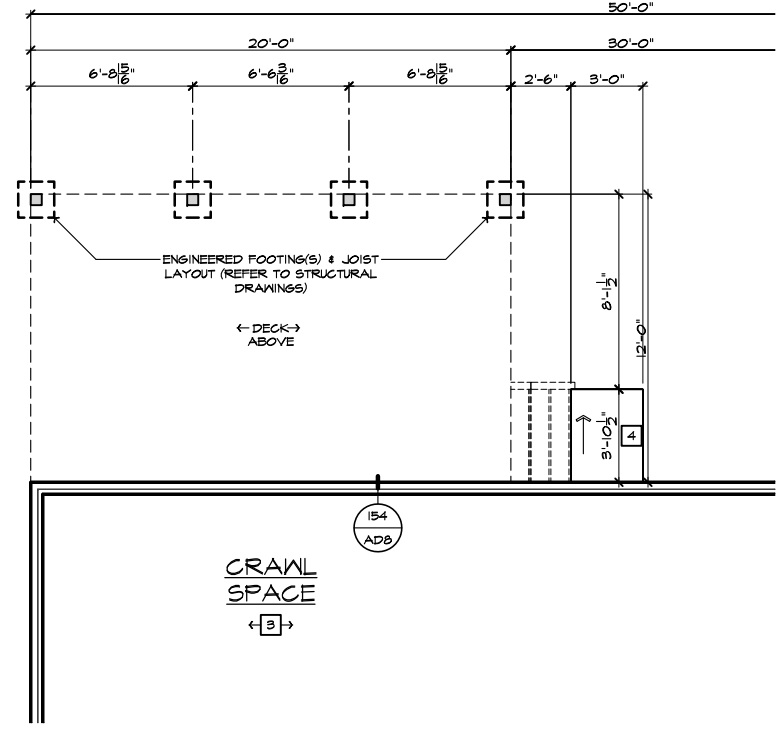 50'-0"
20'-0"
30'-0"
6'-8 15/16"
6'-6 3/16"
6'-8 15/16"
2'-6"
3'-0"
ENGINEERED FOOTING(S) & JOIST
LAYOUT (REFER TO STRUCTURAL
DRAWINGS)
8'-1 1/2"
12'-0"
←DECK→
ABOVE
3'-10 1/2"
4
154
AD8
CRAWL
SPACE
3